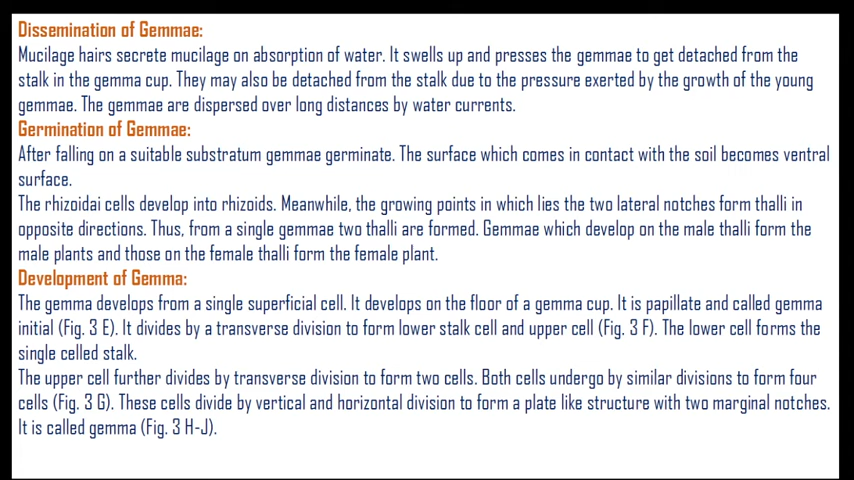 Dissemination of Gemmae:
Mucilage hairs secrete mucilage on absorption of water. It swells up and presses the gemmae to get detached from the
stalk in the gemma cup. They may also be detached from the stalk due to the pressure exerted by the growth of the young
gemmae. The gemmae are dispersed over long distances by water currents.
Germination of Gemmae:
After falling on a suitable substratum gemmae germinate. The surface which comes in contact with the soil becomes ventral
surface.
The rhizoidai cells develop into rhizoids. Meanwhile, the growing points in which lies the two lateral notches form thalli in
opposite directions. Thus, from a single gemmae two thalli are formed. Gemmae which develop on the male thalli form the
male plants and those on the female thalli form the female plant.
Development of Gemma:
The gemma develops from a single superficial cell. It develops on the floor of a gemma cup. It is papillate and called gemma
initial (Fig. 3 E). It divides by a transverse division to form lower stalk cell and upper cell (Fig. 3 F). The lower cell forms the
single celled stalk.
The upper cell further divides by transverse division to form two cells. Both cells undergo by similar divisions to form four
cells (Fig. 3 G). These cells divide by vertical and horizontal division to form a plate like structure with two marginal notches.
It is called gemma (Fig. 3 H-J).